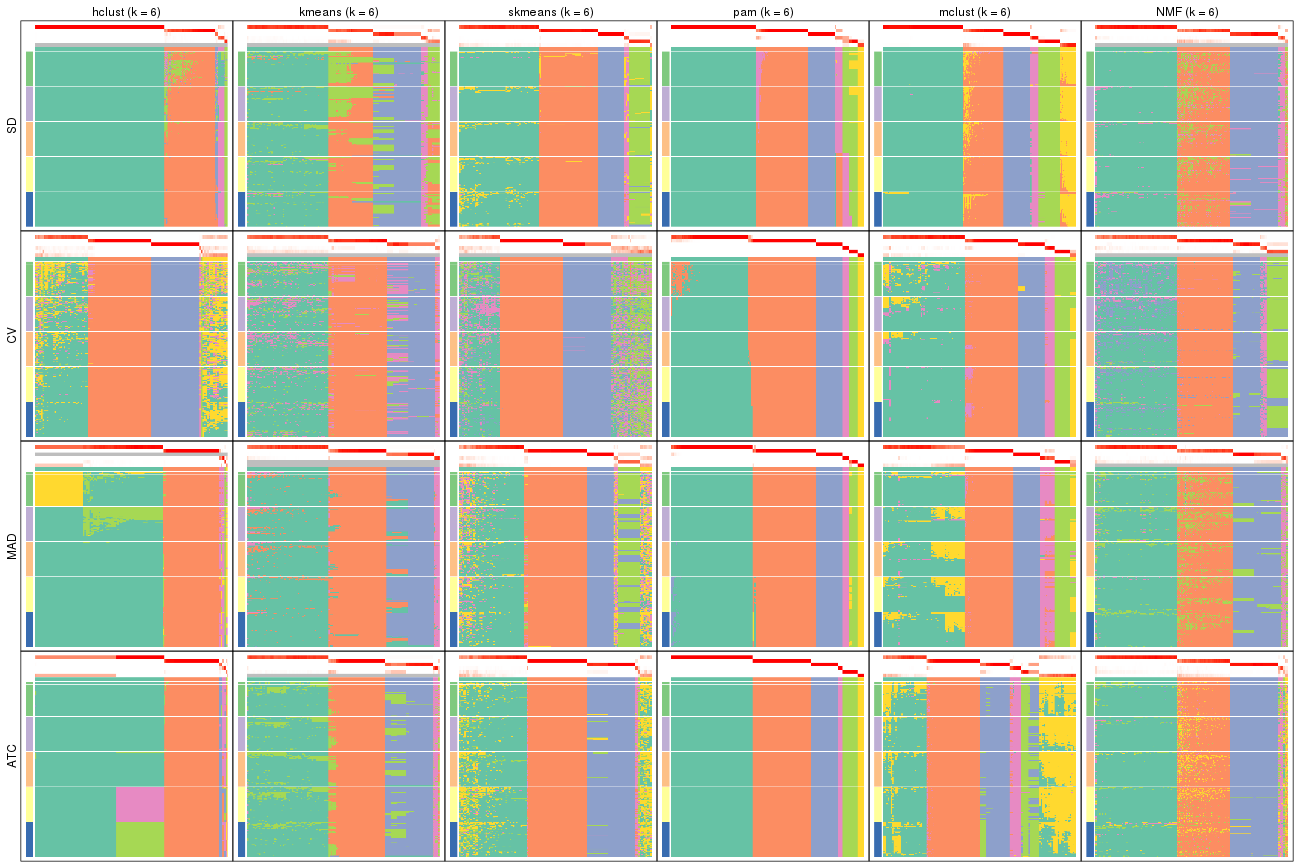 hclust (k = 6) kmeans (k = 6) skmeans (k = 6) pam (k = 6) mclust (k = 6) NMF (k = 6)
SD
CV
MAD
ATC